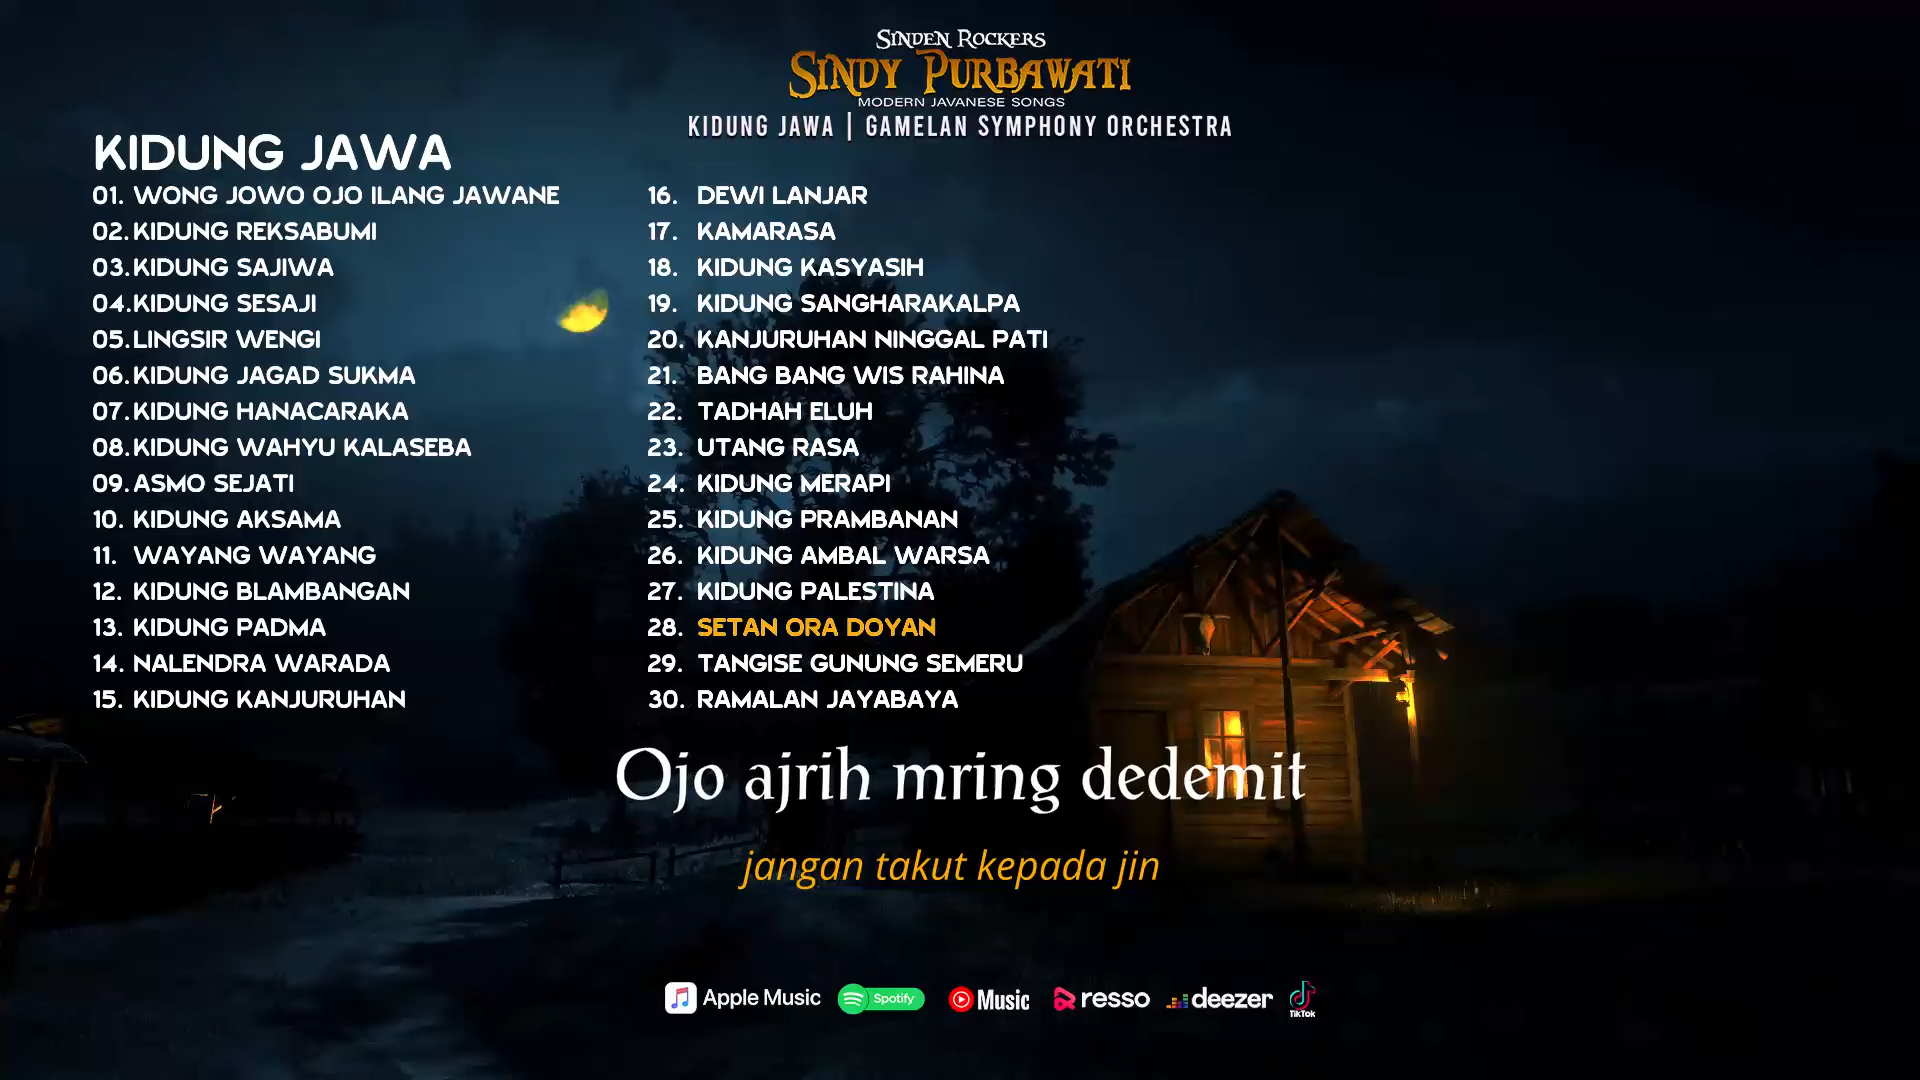 SINDEN ROCKERS
SINDY PURBAWATI
MODERN JAVANESE SONGS
KIDUNG JAWA | GAMELAN SYMPHONY ORCHESTRA
KIDUNG JAWA
01. WONG JOWO OJO ILANG JAWANE
02. KIDUNG REKSABUMI
03. KIDUNG SAJIWA
04. KIDUNG SESAJI
05. LINGSIR WENGI
06. KIDUNG JAGAD SUKMA
07. KIDUNG HANACARAKA
08. KIDUNG WAHYU KALASEBA
09. ASMO SEJATI
10. KIDUNG AKSAMA
11. WAYANG WAYANG
12. KIDUNG BLAMBANGAN
13. KIDUNG PADMA
14. NALENDRA WARADA
15. KIDUNG KANJURUHAN
16. DEWI LANJAR
17. KAMARASA
18. KIDUNG KASYASIH
19. KIDUNG SANGHARAKALPA
20. KANJURUHAN NINGGAL PATI
21. BANG BANG WIS RAHINA
22. TADHAH ELUH
23. UTANG RASA
24. KIDUNG MERAPI
25. KIDUNG PRAMBANAN
26. KIDUNG AMBAL WARSA
27. KIDUNG PALESTINA
28. SETAN ORA DOYAN
29. TANGISE GUNUNG SEMERU
30. RAMALAN JAYABAYA
Ojo ajrih mring dedemit
jangan takut kepada jin
Apple Music Spotify Music resso deezer TikTok